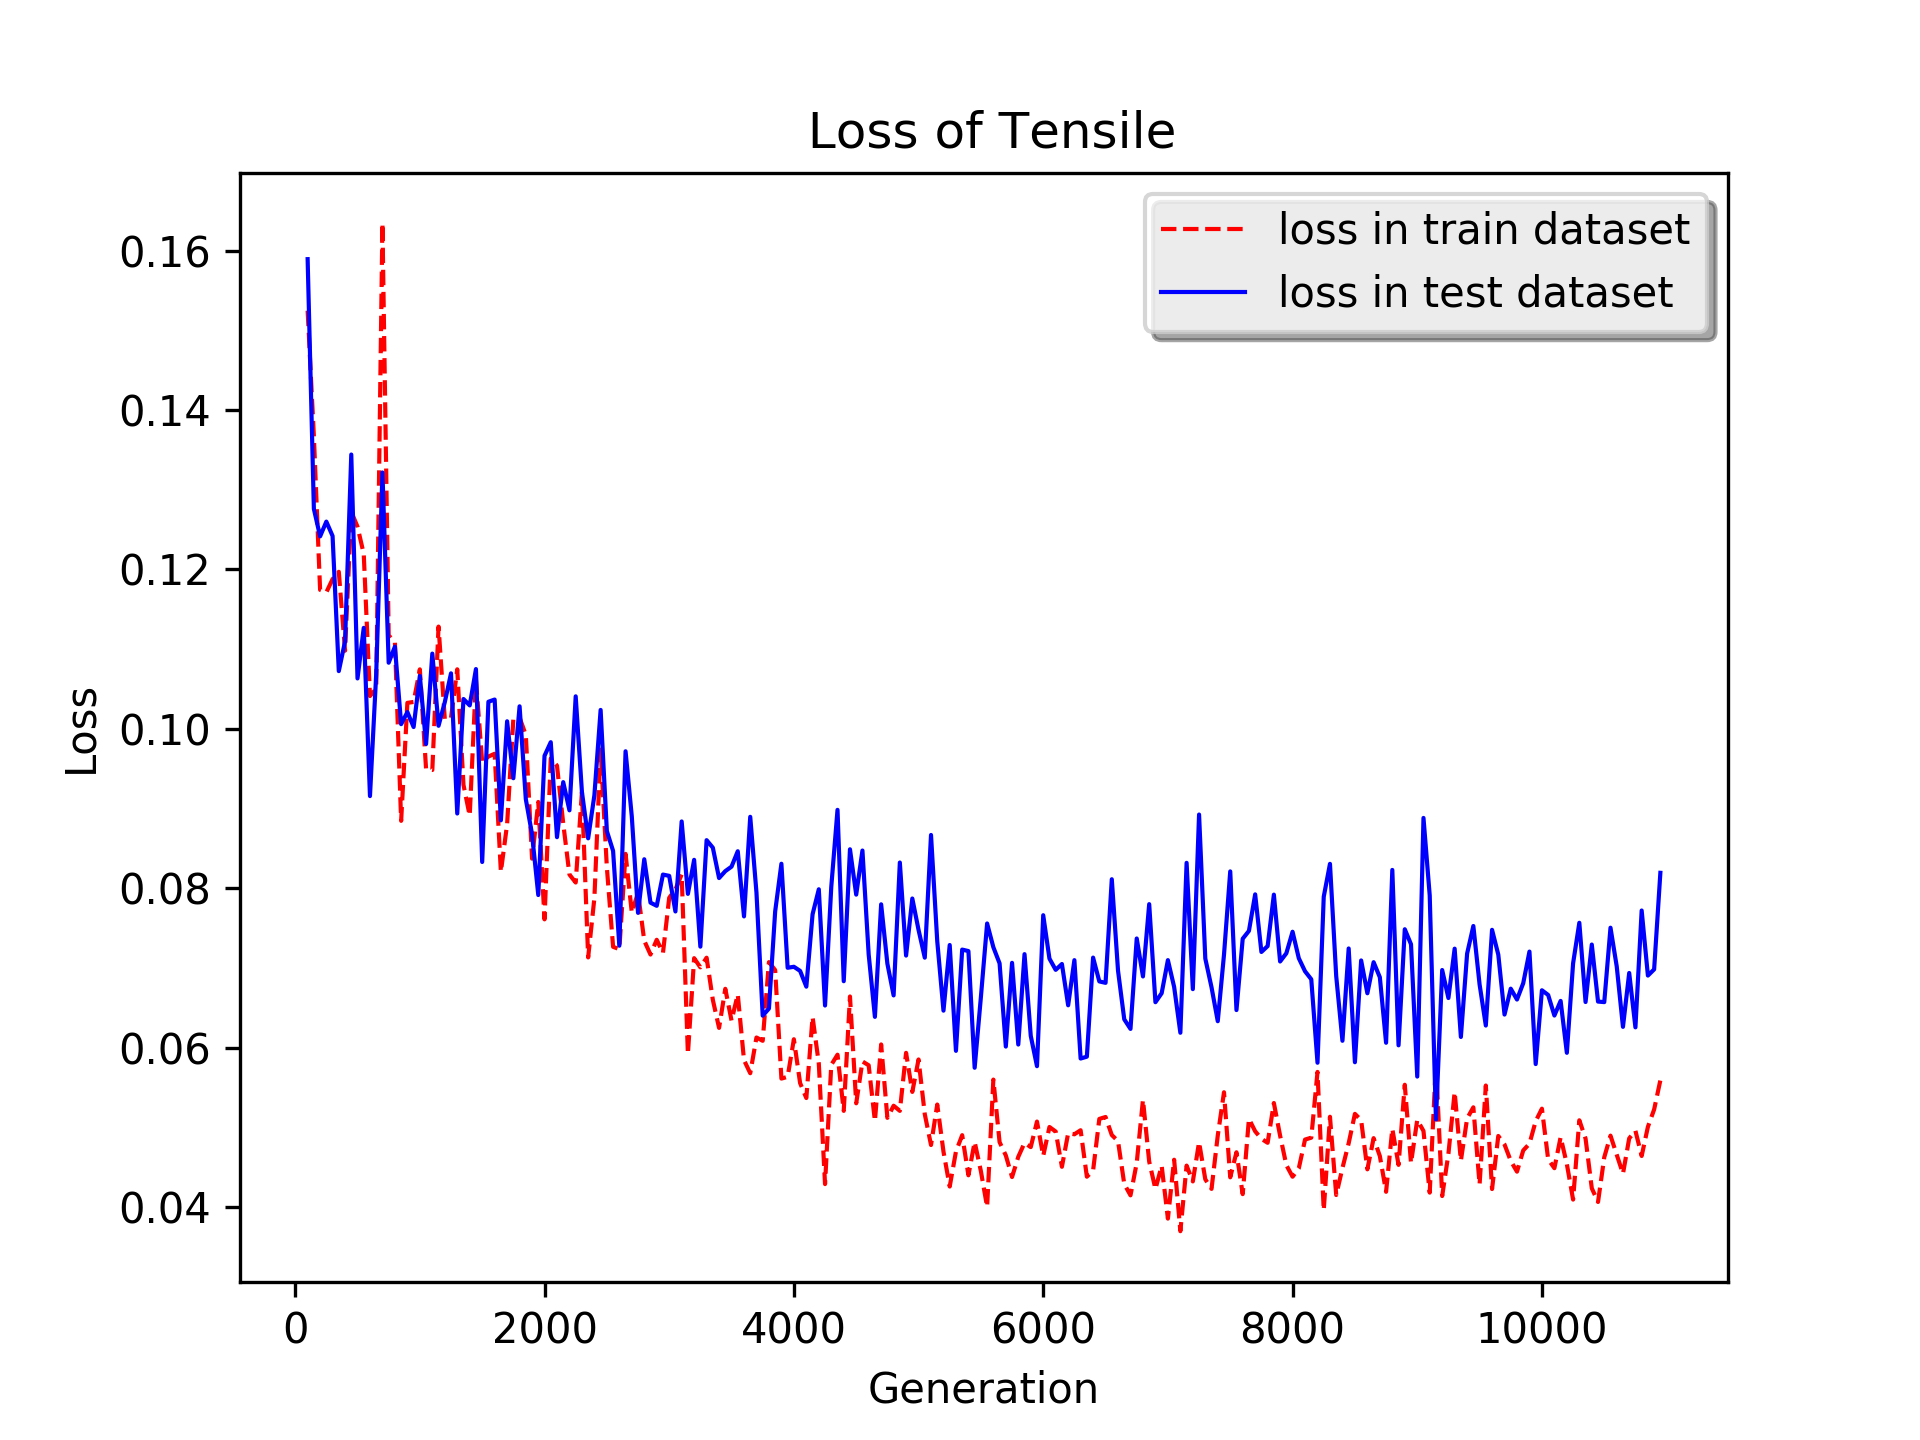 Loss of Tensile
loss in train dataset
loss in test dataset
0.16
0.14
0.12
0.10
0.08
0.06
0.04
Loss
0 2000 4000 6000 8000 10000
Generation